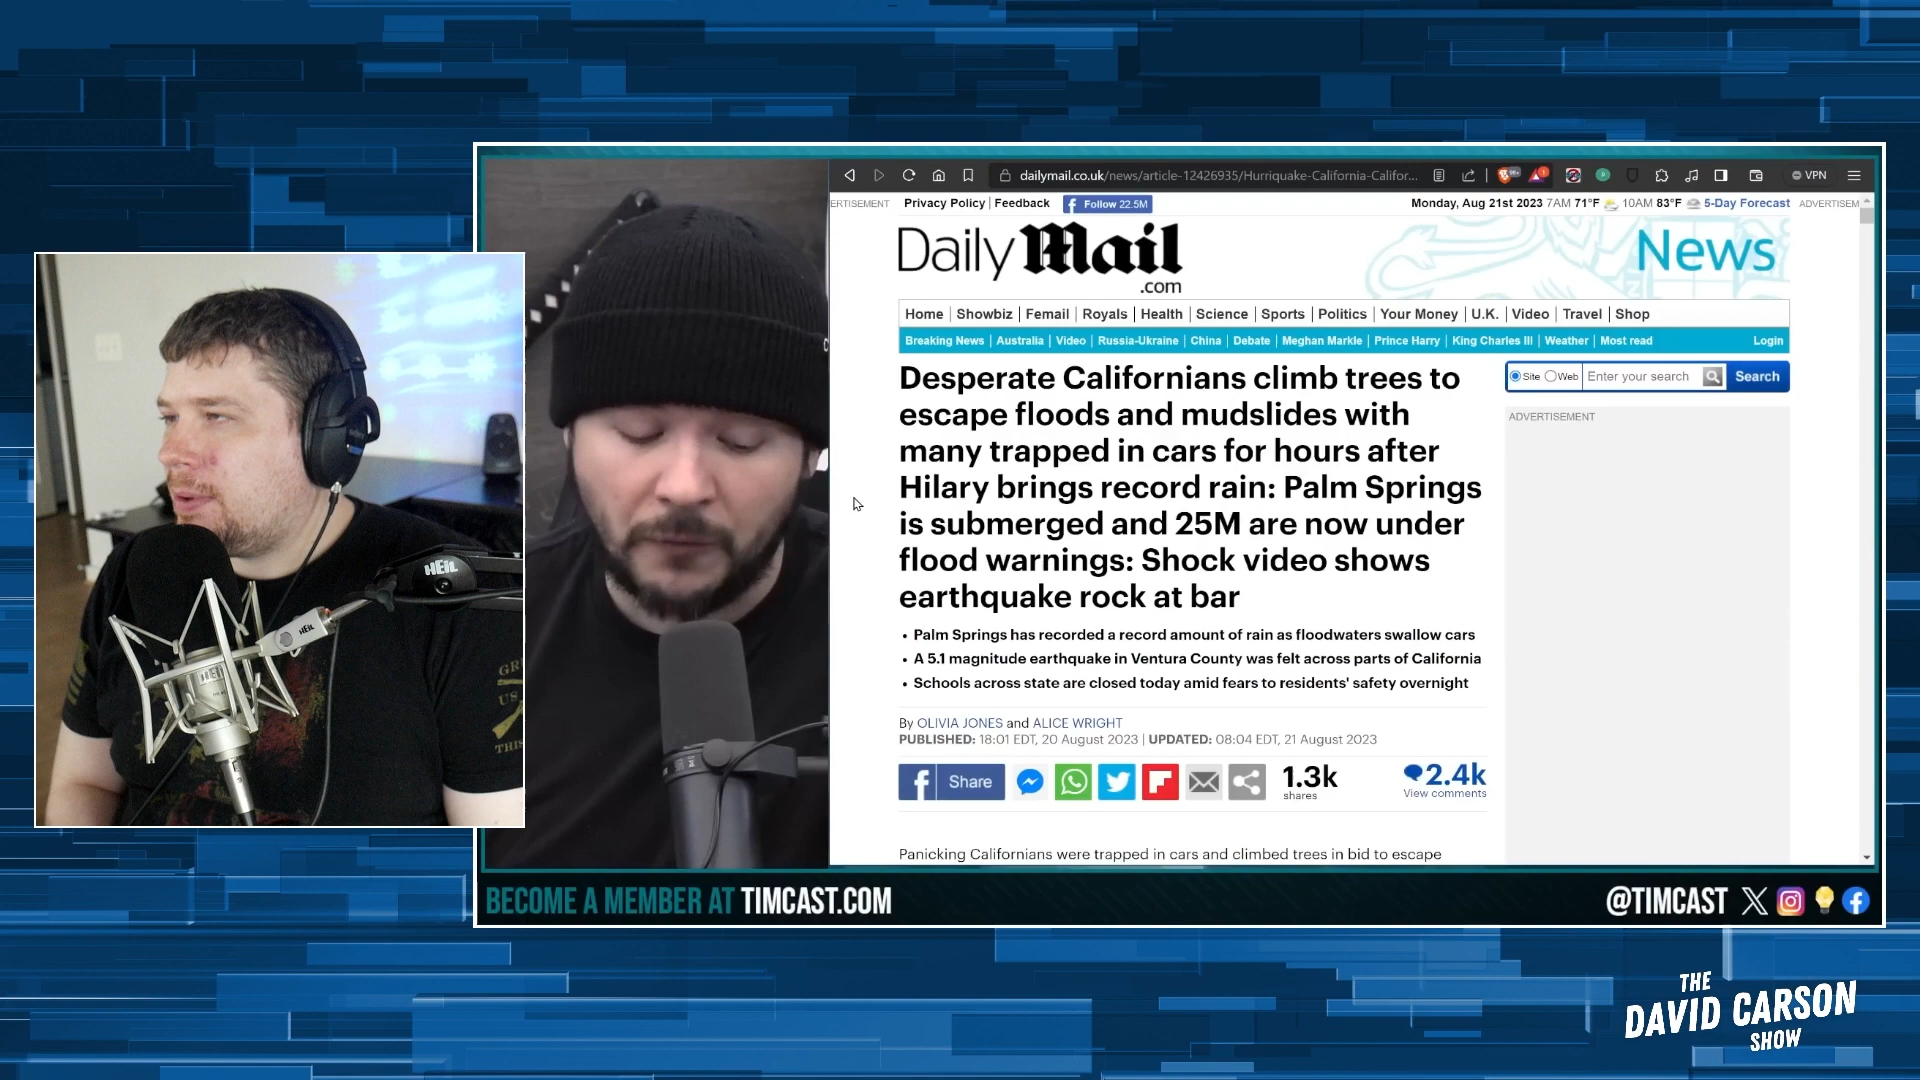 ERTISEMENT
Privacy Policy | Feedback
Follow 22.5M
Monday, Aug 21st 2023 7AM 71°F 10AM 83°F 5-Day Forecast
ADVERTISEM
dailymail.co.uk/news/article-12426935/Hurriquake-California-Califor...
VPN
Daily Mail
.com
News
Home | Showbiz | Femail | Royals | Health | Science | Sports | Politics | Your Money | U.K. | Video | Travel | Shop
Breaking News | Australia | Video | Russia-Ukraine | China | Debate | Meghan Markle | Prince Harry | King Charles III | Weather | Most read
Login
Desperate Californians climb trees to
escape floods and mudslides with
many trapped in cars for hours after
Hilary brings record rain: Palm Springs
is submerged and 25M are now under
flood warnings: Shock video shows
earthquake rock at bar
Site Web Enter your search Search
ADVERTISEMENT
• Palm Springs has recorded a record amount of rain as floodwaters swallow cars
• A 5.1 magnitude earthquake in Ventura County was felt across parts of California
• Schools across state are closed today amid fears to residents' safety overnight
By OLIVIA JONES and ALICE WRIGHT
PUBLISHED: 18:01 EDT, 20 August 2023 | UPDATED: 08:04 EDT, 21 August 2023
Share
1.3k
shares
2.4k
View comments
Panicking Californians were trapped in cars and climbed trees in bid to escape
HEiL
HEiL
BECOME A MEMBER AT TIMCAST.COM
@TIMCAST
THE
DAVID CARSON
SHOW